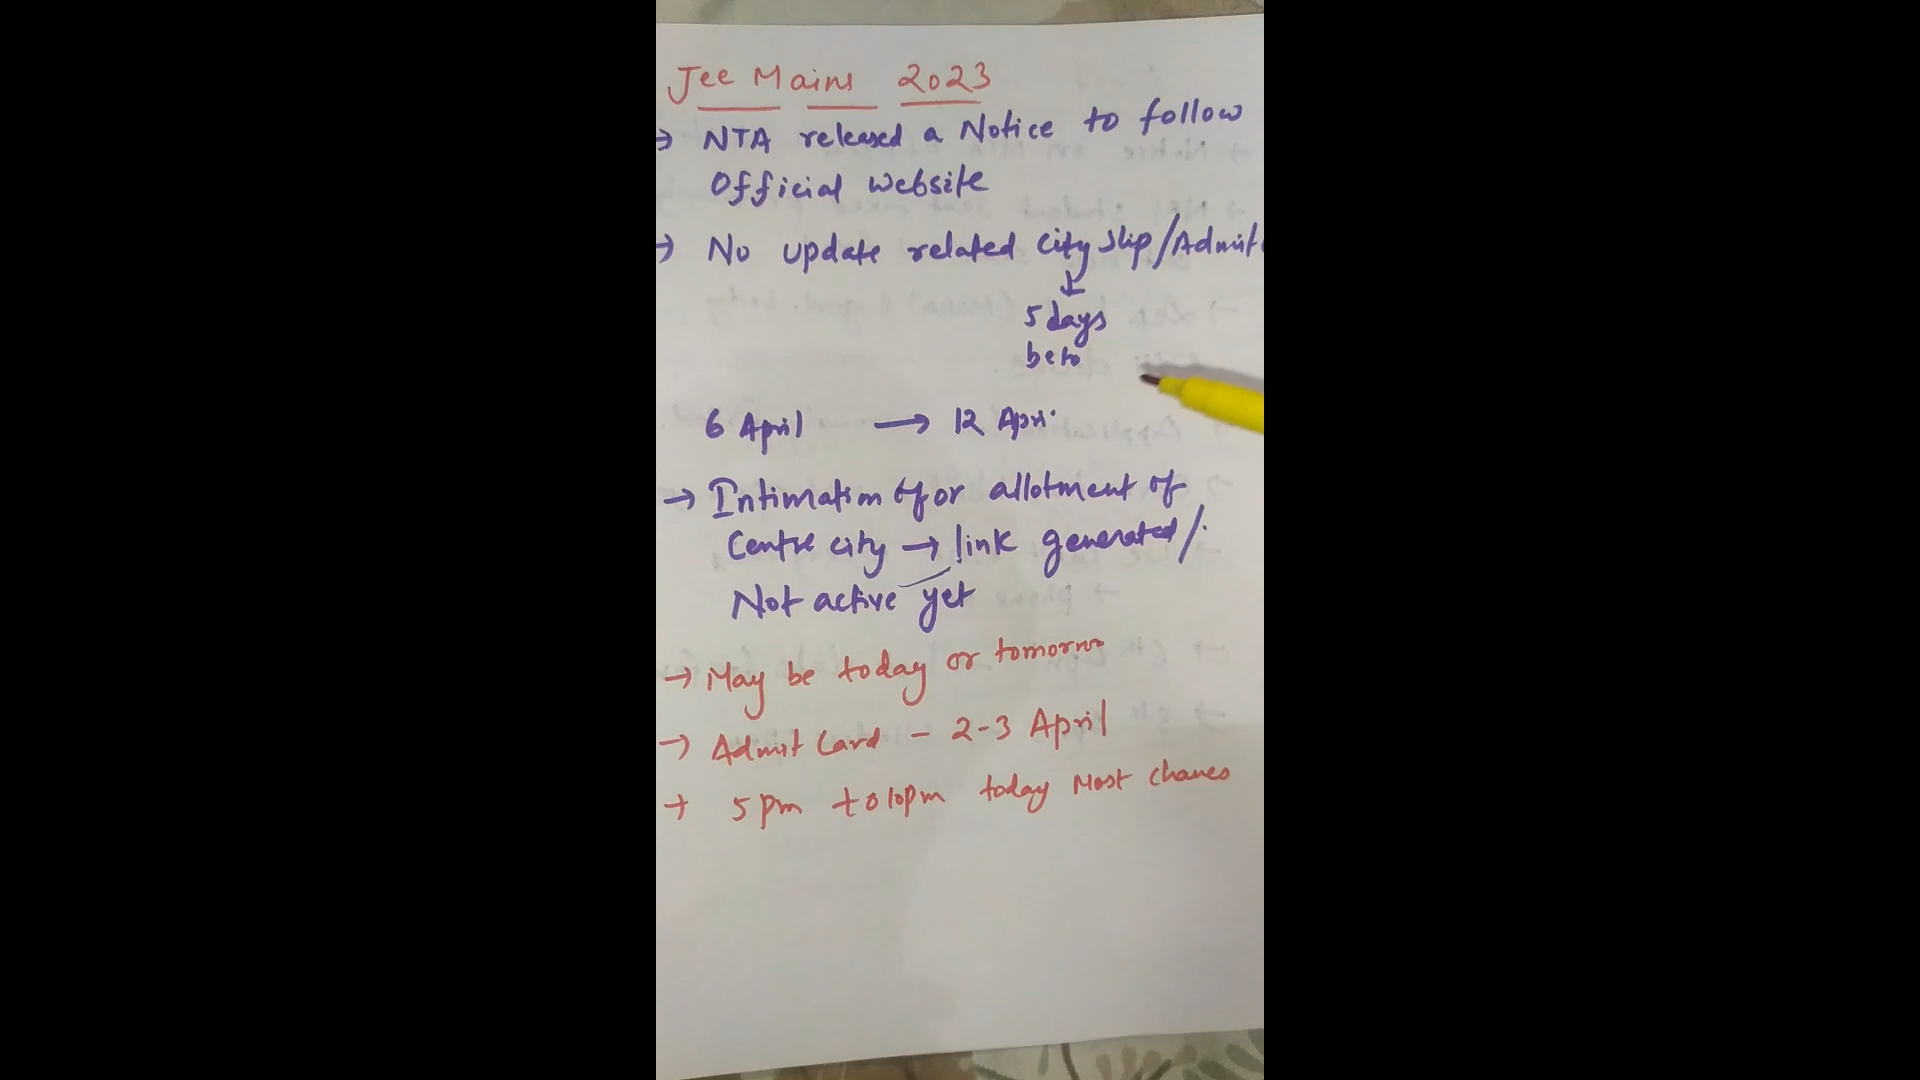 Jee Mains 2023
→ NTA released a Notice to follow
Official website
→ No update related city slip/Admit
↓
5 days
befo
6 April → 12 Apri
→ Intimation for allotment of
Centre city → link generated/
Not active yet
→ May be today or tomorrow
→ Admit Card - 2-3 April
→ 5pm to 10pm today Most chances